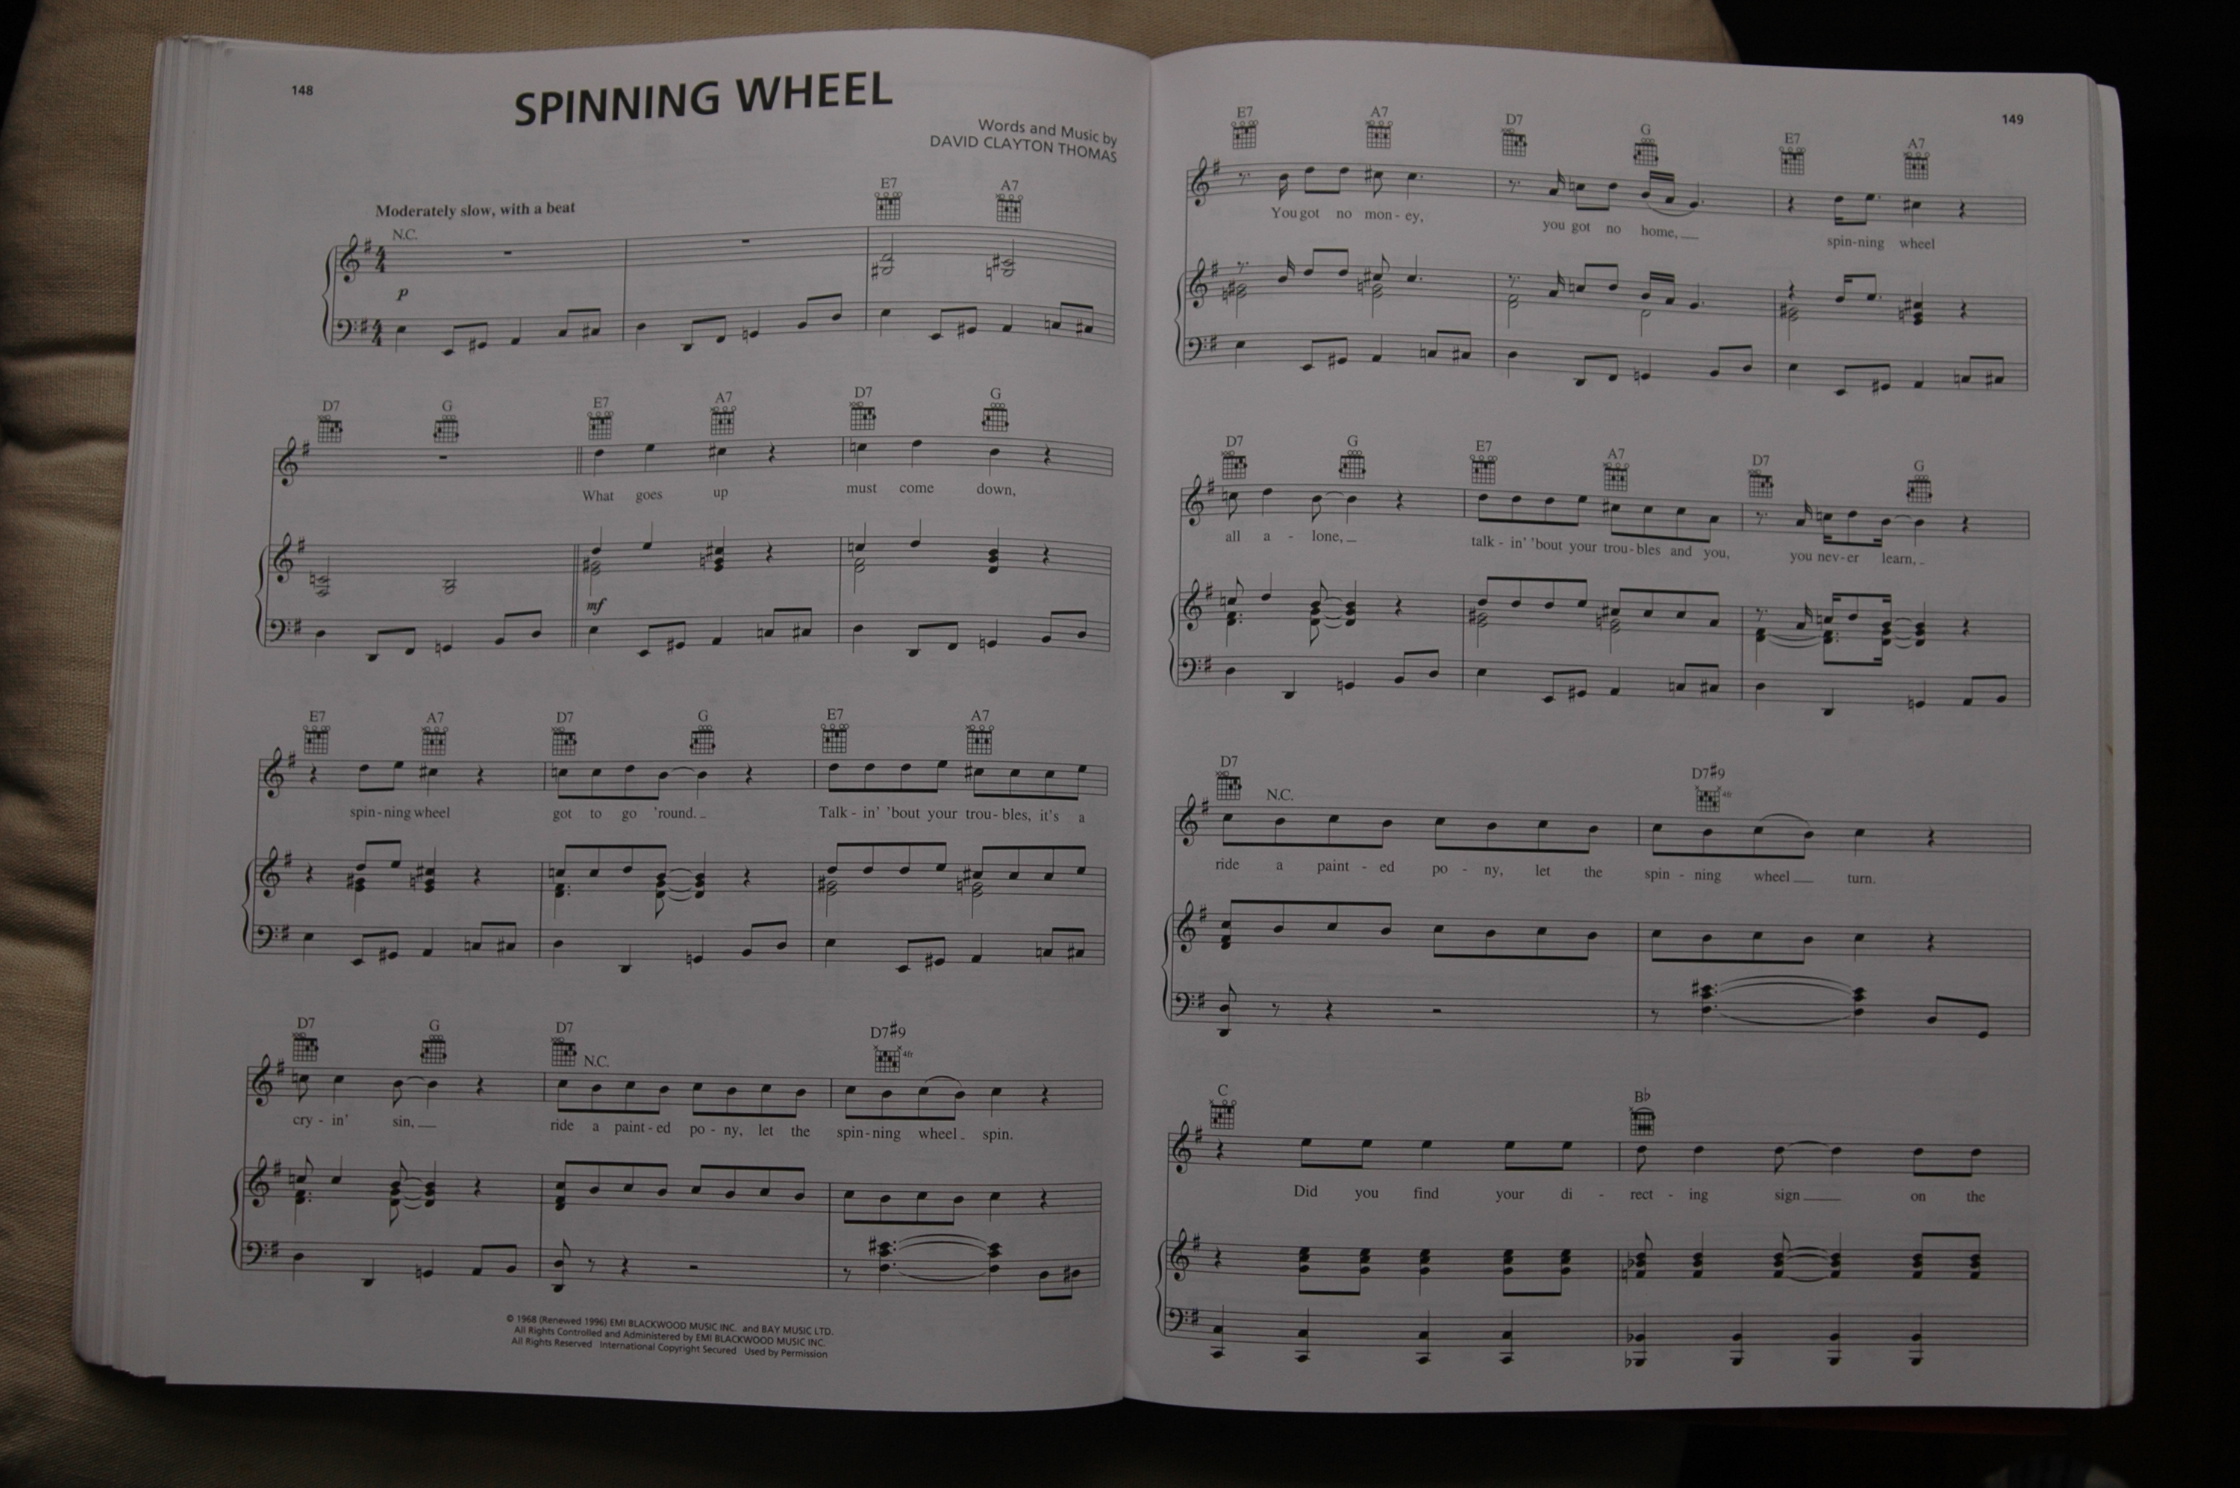 148
SPINNING WHEEL
Words and Music by
DAVID CLAYTON THOMAS
Moderately slow, with a beat
N.C. E7 A7
p
D7 G E7 A7 D7 G
What goes up must come down,
mf
E7 A7 D7 G E7 A7
spin - ning wheel got to go 'round. Talk - in' 'bout your trou - bles, it's a
D7 G D7 N.C. D7#9 4fr
cry - in' sin, ride a paint - ed po - ny, let the spin - ning wheel spin.
© 1968 (Renewed 1996) EMI BLACKWOOD MUSIC INC. and BAY MUSIC LTD.
All Rights Controlled and Administered by EMI BLACKWOOD MUSIC INC.
All Rights Reserved International Copyright Secured Used by Permission
149
E7 A7 D7 G E7 A7
You got no mon - ey, you got no home, spin - ning wheel
D7 G E7 A7 D7 G
all a - lone, talk - in' 'bout your trou - bles and you, you nev - er learn,
D7 N.C. D7#9 4fr
ride a paint - ed po - ny, let the spin - ning wheel turn.
C Bb
Did you find your di - rect - ing sign on the